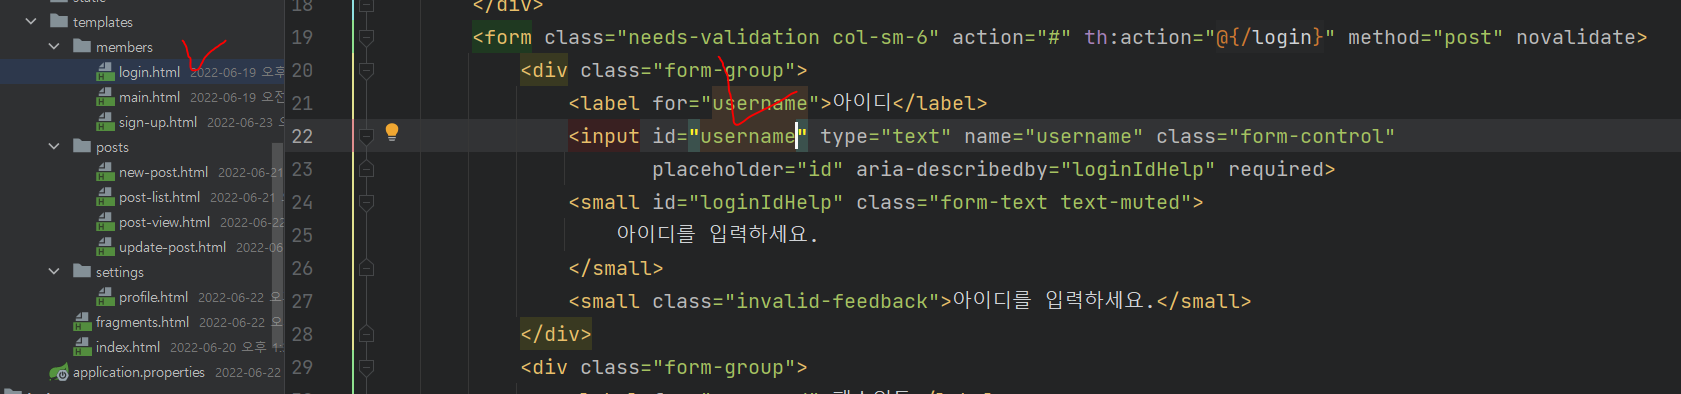 static
templates
members
login.html 2022-06-19 오후
main.html 2022-06-19 오전
sign-up.html 2022-06-23 오
posts
new-post.html 2022-06-21
post-list.html 2022-06-21
post-view.html 2022-06-22
update-post.html 2022-06
settings
profile.html 2022-06-22 오
fragments.html 2022-06-22 오
index.html 2022-06-20 오후 1:
application.properties 2022-06-22
18 </div>
19 <form class="needs-validation col-sm-6" action="#" th:action="@{/login}" method="post" novalidate>
20 <div class="form-group">
21 <label for="username">아이디</label>
22 <input id="username" type="text" name="username" class="form-control"
23 placeholder="id" aria-describedby="loginIdHelp" required>
24 <small id="loginIdHelp" class="form-text text-muted">
25 아이디를 입력하세요.
26 </small>
27 <small class="invalid-feedback">아이디를 입력하세요.</small>
28 </div>
29 <div class="form-group">